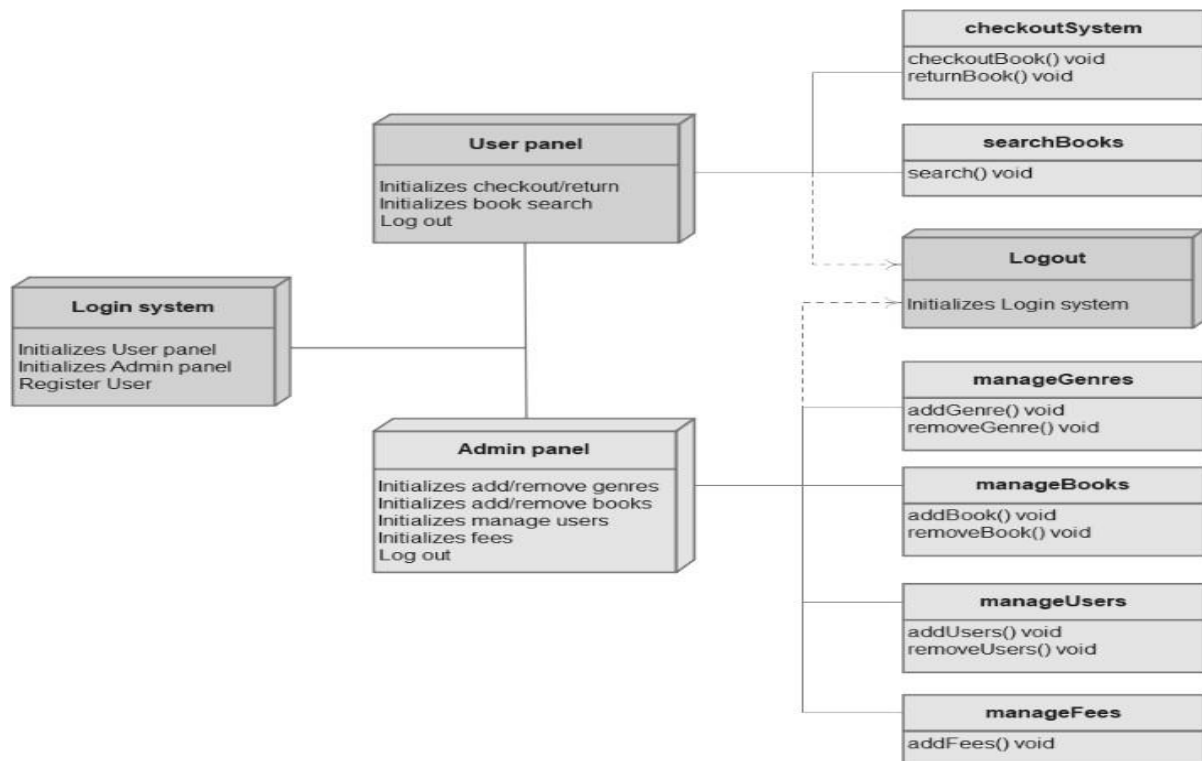 checkoutSystem
checkoutBook() void
returnBook() void
User panel
Initializes checkout/return
Initializes book search
Log out
searchBooks
search() void
Logout
Initializes Login system
Login system
Initializes User panel
Initializes Admin panel
Register User
manageGenres
addGenre() void
removeGenre() void
Admin panel
Initializes add/remove genres
Initializes add/remove books
Initializes manage users
Initializes fees
Log out
manageBooks
addBook() void
removeBook() void
manageUsers
addUsers() void
removeUsers() void
manageFees
addFees() void